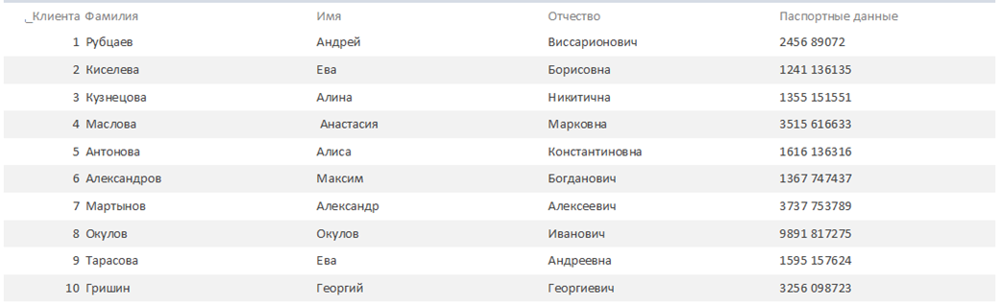 _Клиента Фамилия Имя Отчество Паспортные данные
1 Рубцаев Андрей Виссарионович 2456 89072
2 Киселева Ева Борисовна 1241 136135
3 Кузнецова Алина Никитична 1355 151551
4 Маслова Анастасия Марковна 3515 616633
5 Антонова Алиса Константиновна 1616 136316
6 Александров Максим Богданович 1367 747437
7 Мартынов Александр Алексеевич 3737 753789
8 Окулов Окулов Иванович 9891 817275
9 Тарасова Ева Андреевна 1595 157624
10 Гришин Георгий Георгиевич 3256 098723